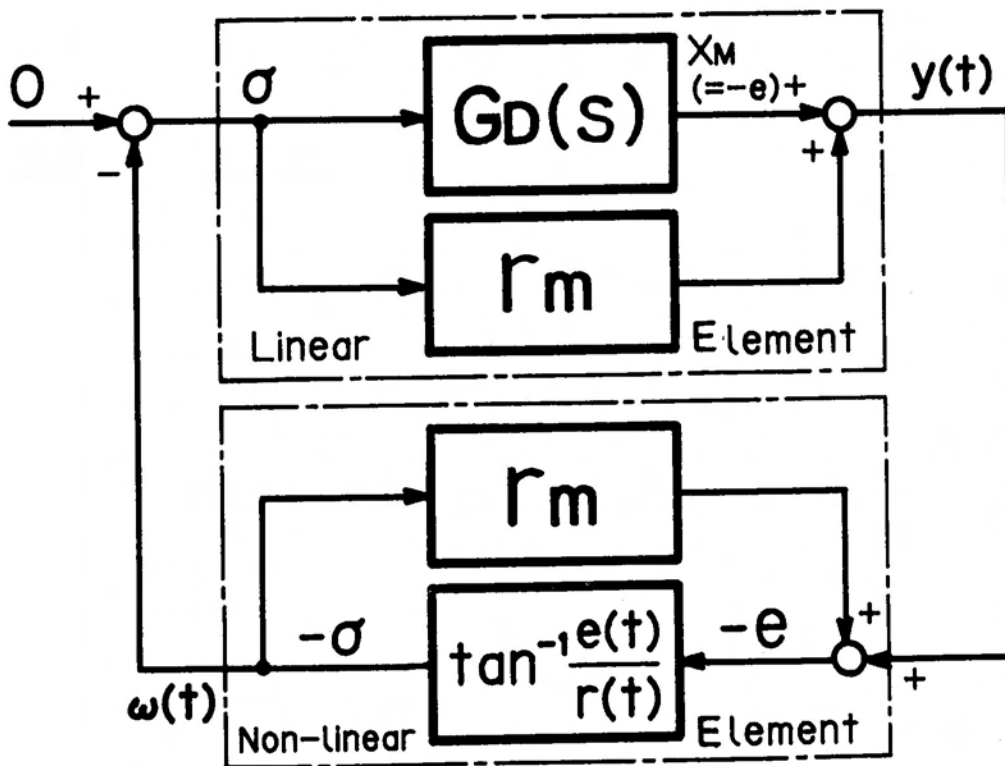 0
+
-
σ
GD(S)
XM
(=-e)
+
+
y(t)
rm
Linear
Element
rm
-σ
tan⁻¹ e(t)/r(t)
-e
+
+
ω(t)
Non-linear
Element